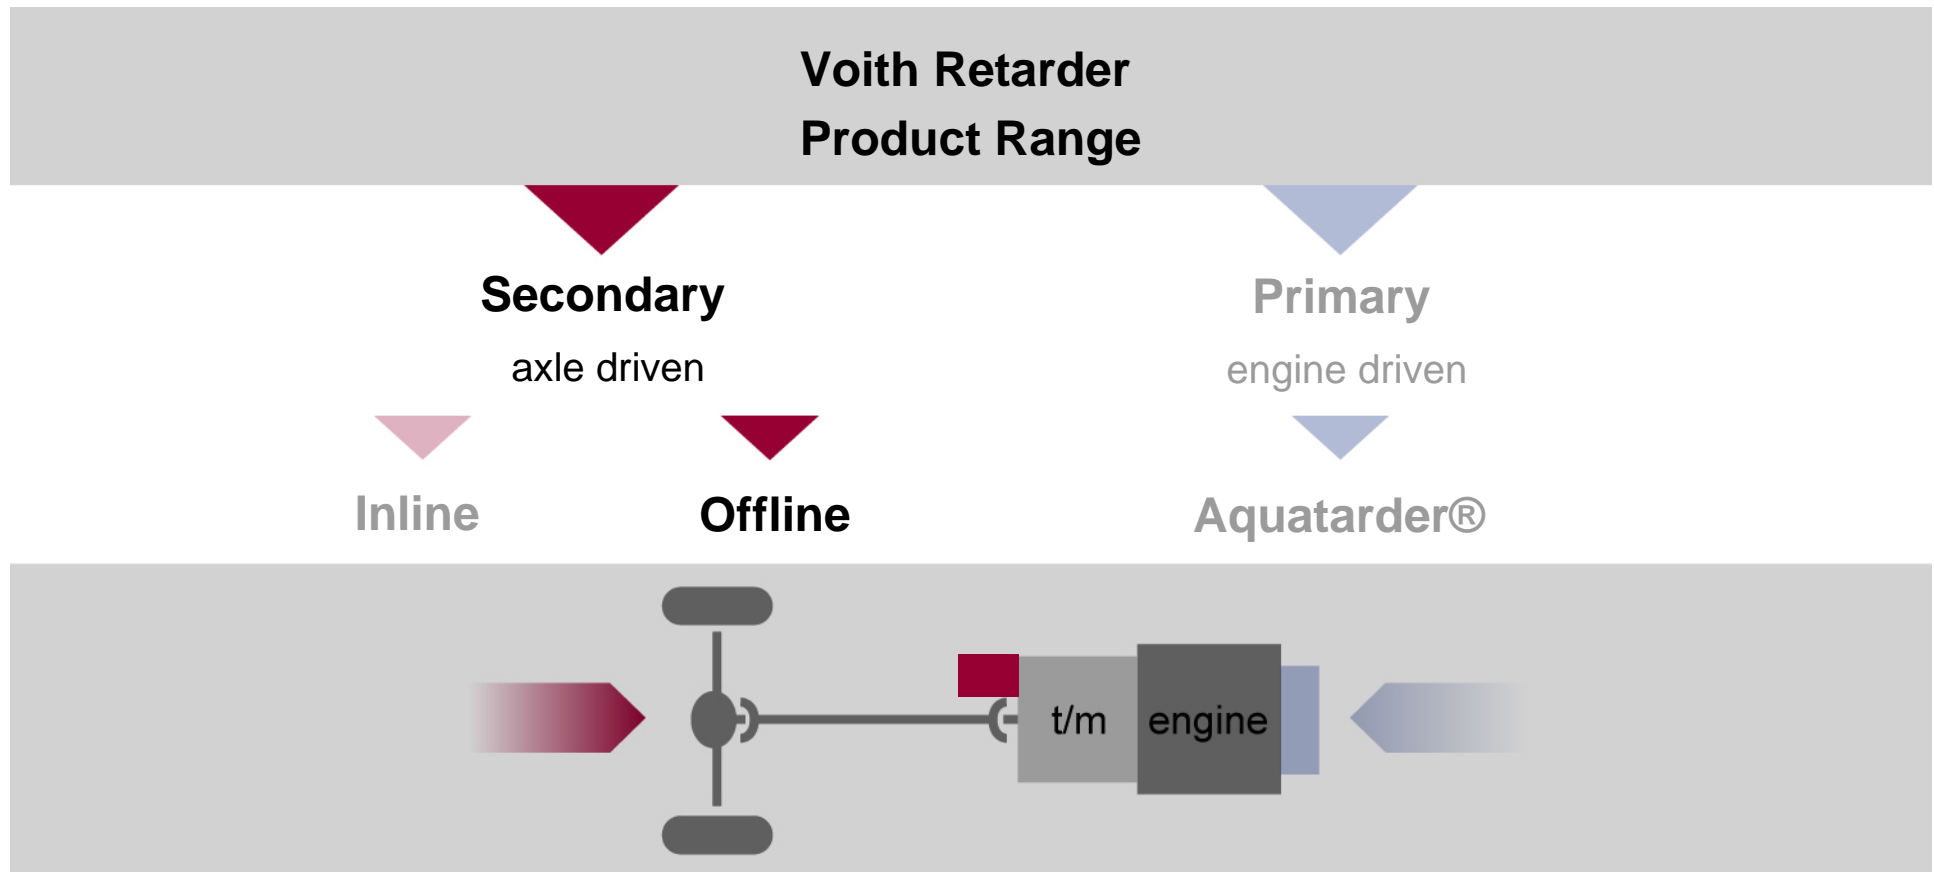 Voith Retarder
Product Range
Secondary
Primary
axle driven
engine driven
Inline
Offline
Aquatarder®
t/m
engine